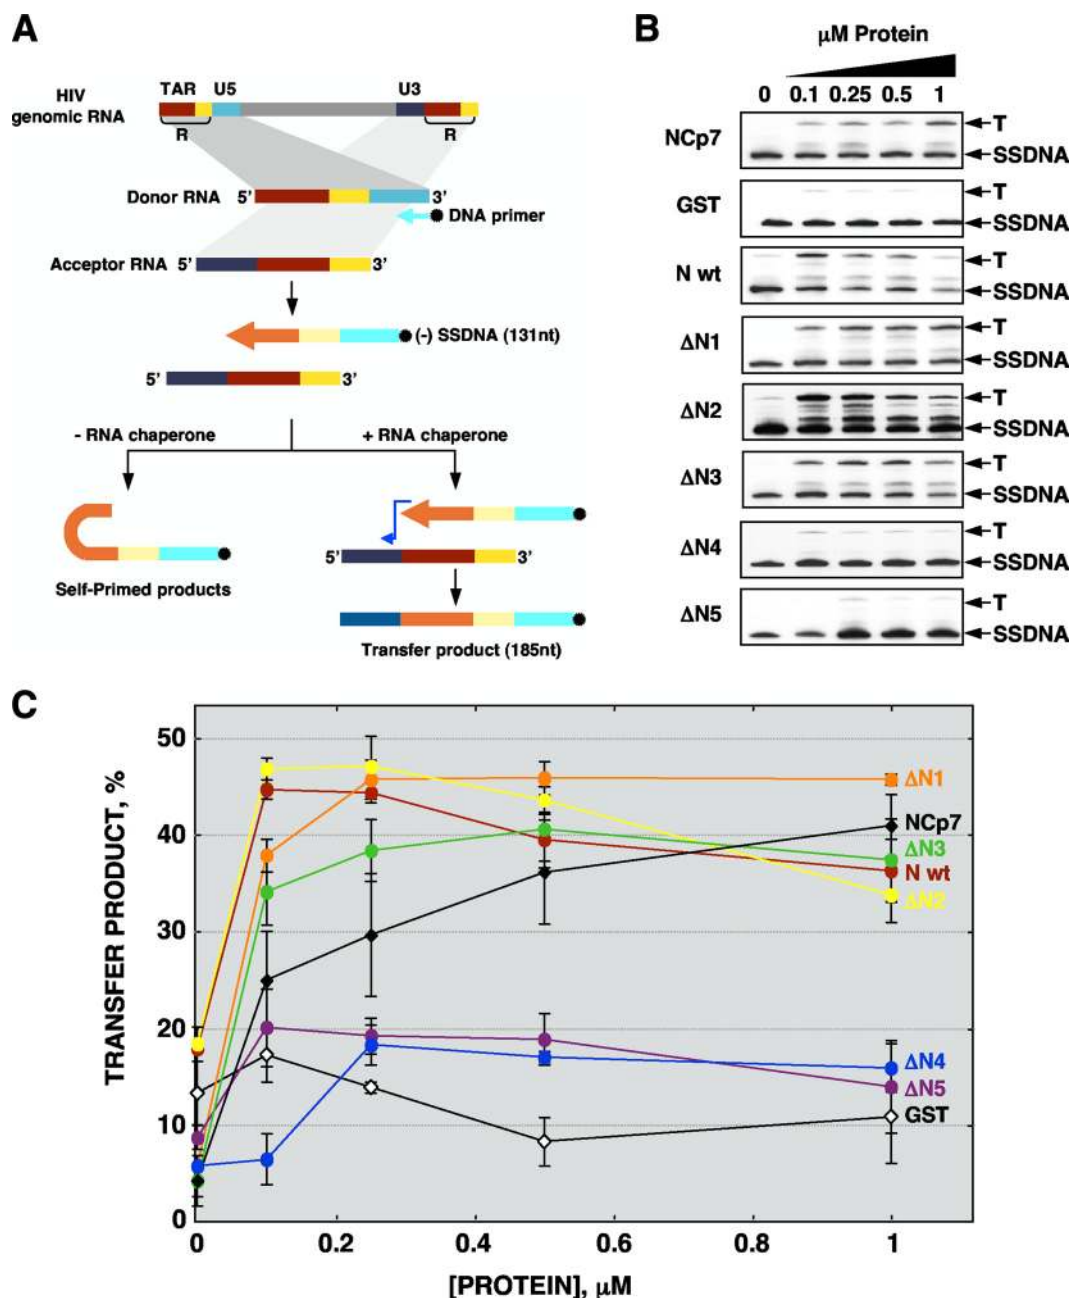 A
HIV genomic RNA
TAR U5 U3
R R
Donor RNA 5’ 3’
DNA primer
Acceptor RNA 5’ 3’
(-) SSDNA (131nt)
5’ 3’
- RNA chaperone + RNA chaperone
5’ 3’
Self-Primed products
Transfer product (185nt)
B
µM Protein
0 0.1 0.25 0.5 1
NCp7 T
SSDNA
GST T
SSDNA
N wt T
SSDNA
ΔN1 T
SSDNA
ΔN2 T
SSDNA
ΔN3 T
SSDNA
ΔN4 T
SSDNA
ΔN5 T
SSDNA
C
TRANSFER PRODUCT, %
50
40
30
20
10
0
ΔN1
NCp7
ΔN3
N wt
ΔN2
ΔN4
ΔN5
GST
0 0.2 0.4 0.6 0.8 1
[PROTEIN], µM